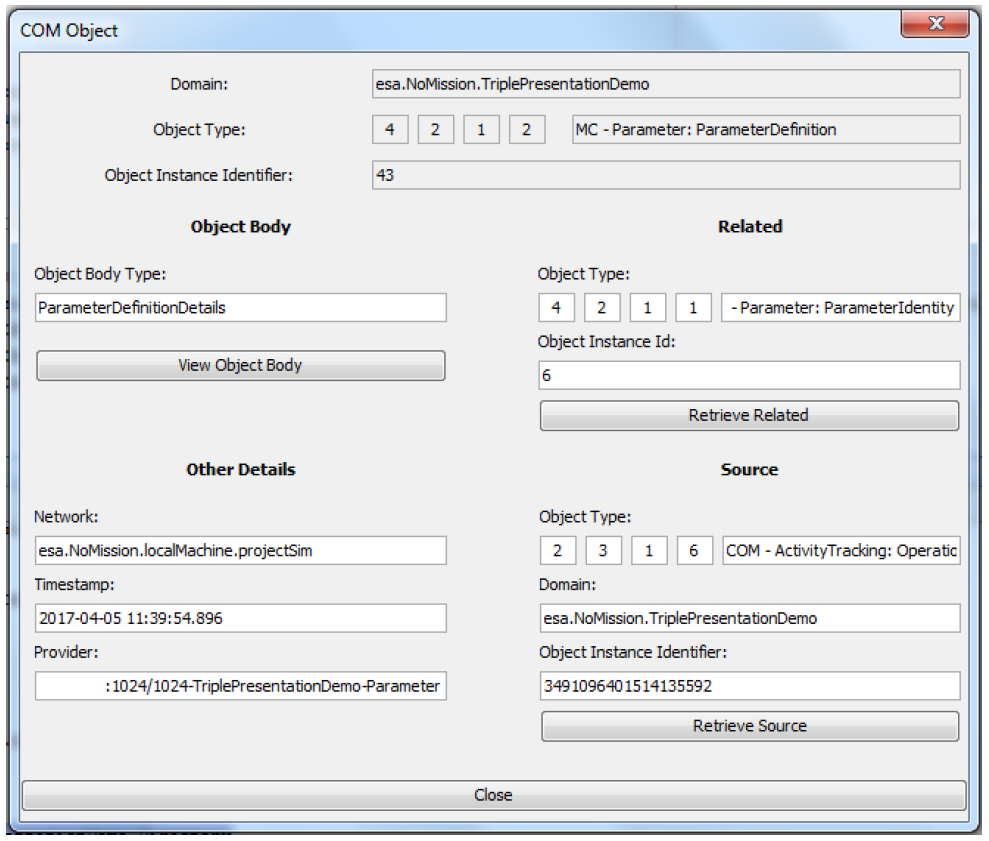 COM Object
Domain: esa.NoMission.TriplePresentationDemo
Object Type: 4 2 1 2 MC - Parameter: ParameterDefinition
Object Instance Identifier: 43
Object Body
Related
Object Body Type:
Object Type:
ParameterDefinitionDetails
4 2 1 1 - Parameter: ParameterIdentity
View Object Body
Object Instance Id:
6
Retrieve Related
Other Details
Source
Network:
Object Type:
esa.NoMission.localMachine.projectSim
2 3 1 6 COM - ActivityTracking: Operatic
Timestamp:
Domain:
2017-04-05 11:39:54.896
esa.NoMission.TriplePresentationDemo
Provider:
Object Instance Identifier:
:1024/1024-TriplePresentationDemo-Parameter
3491096401514135592
Retrieve Source
Close